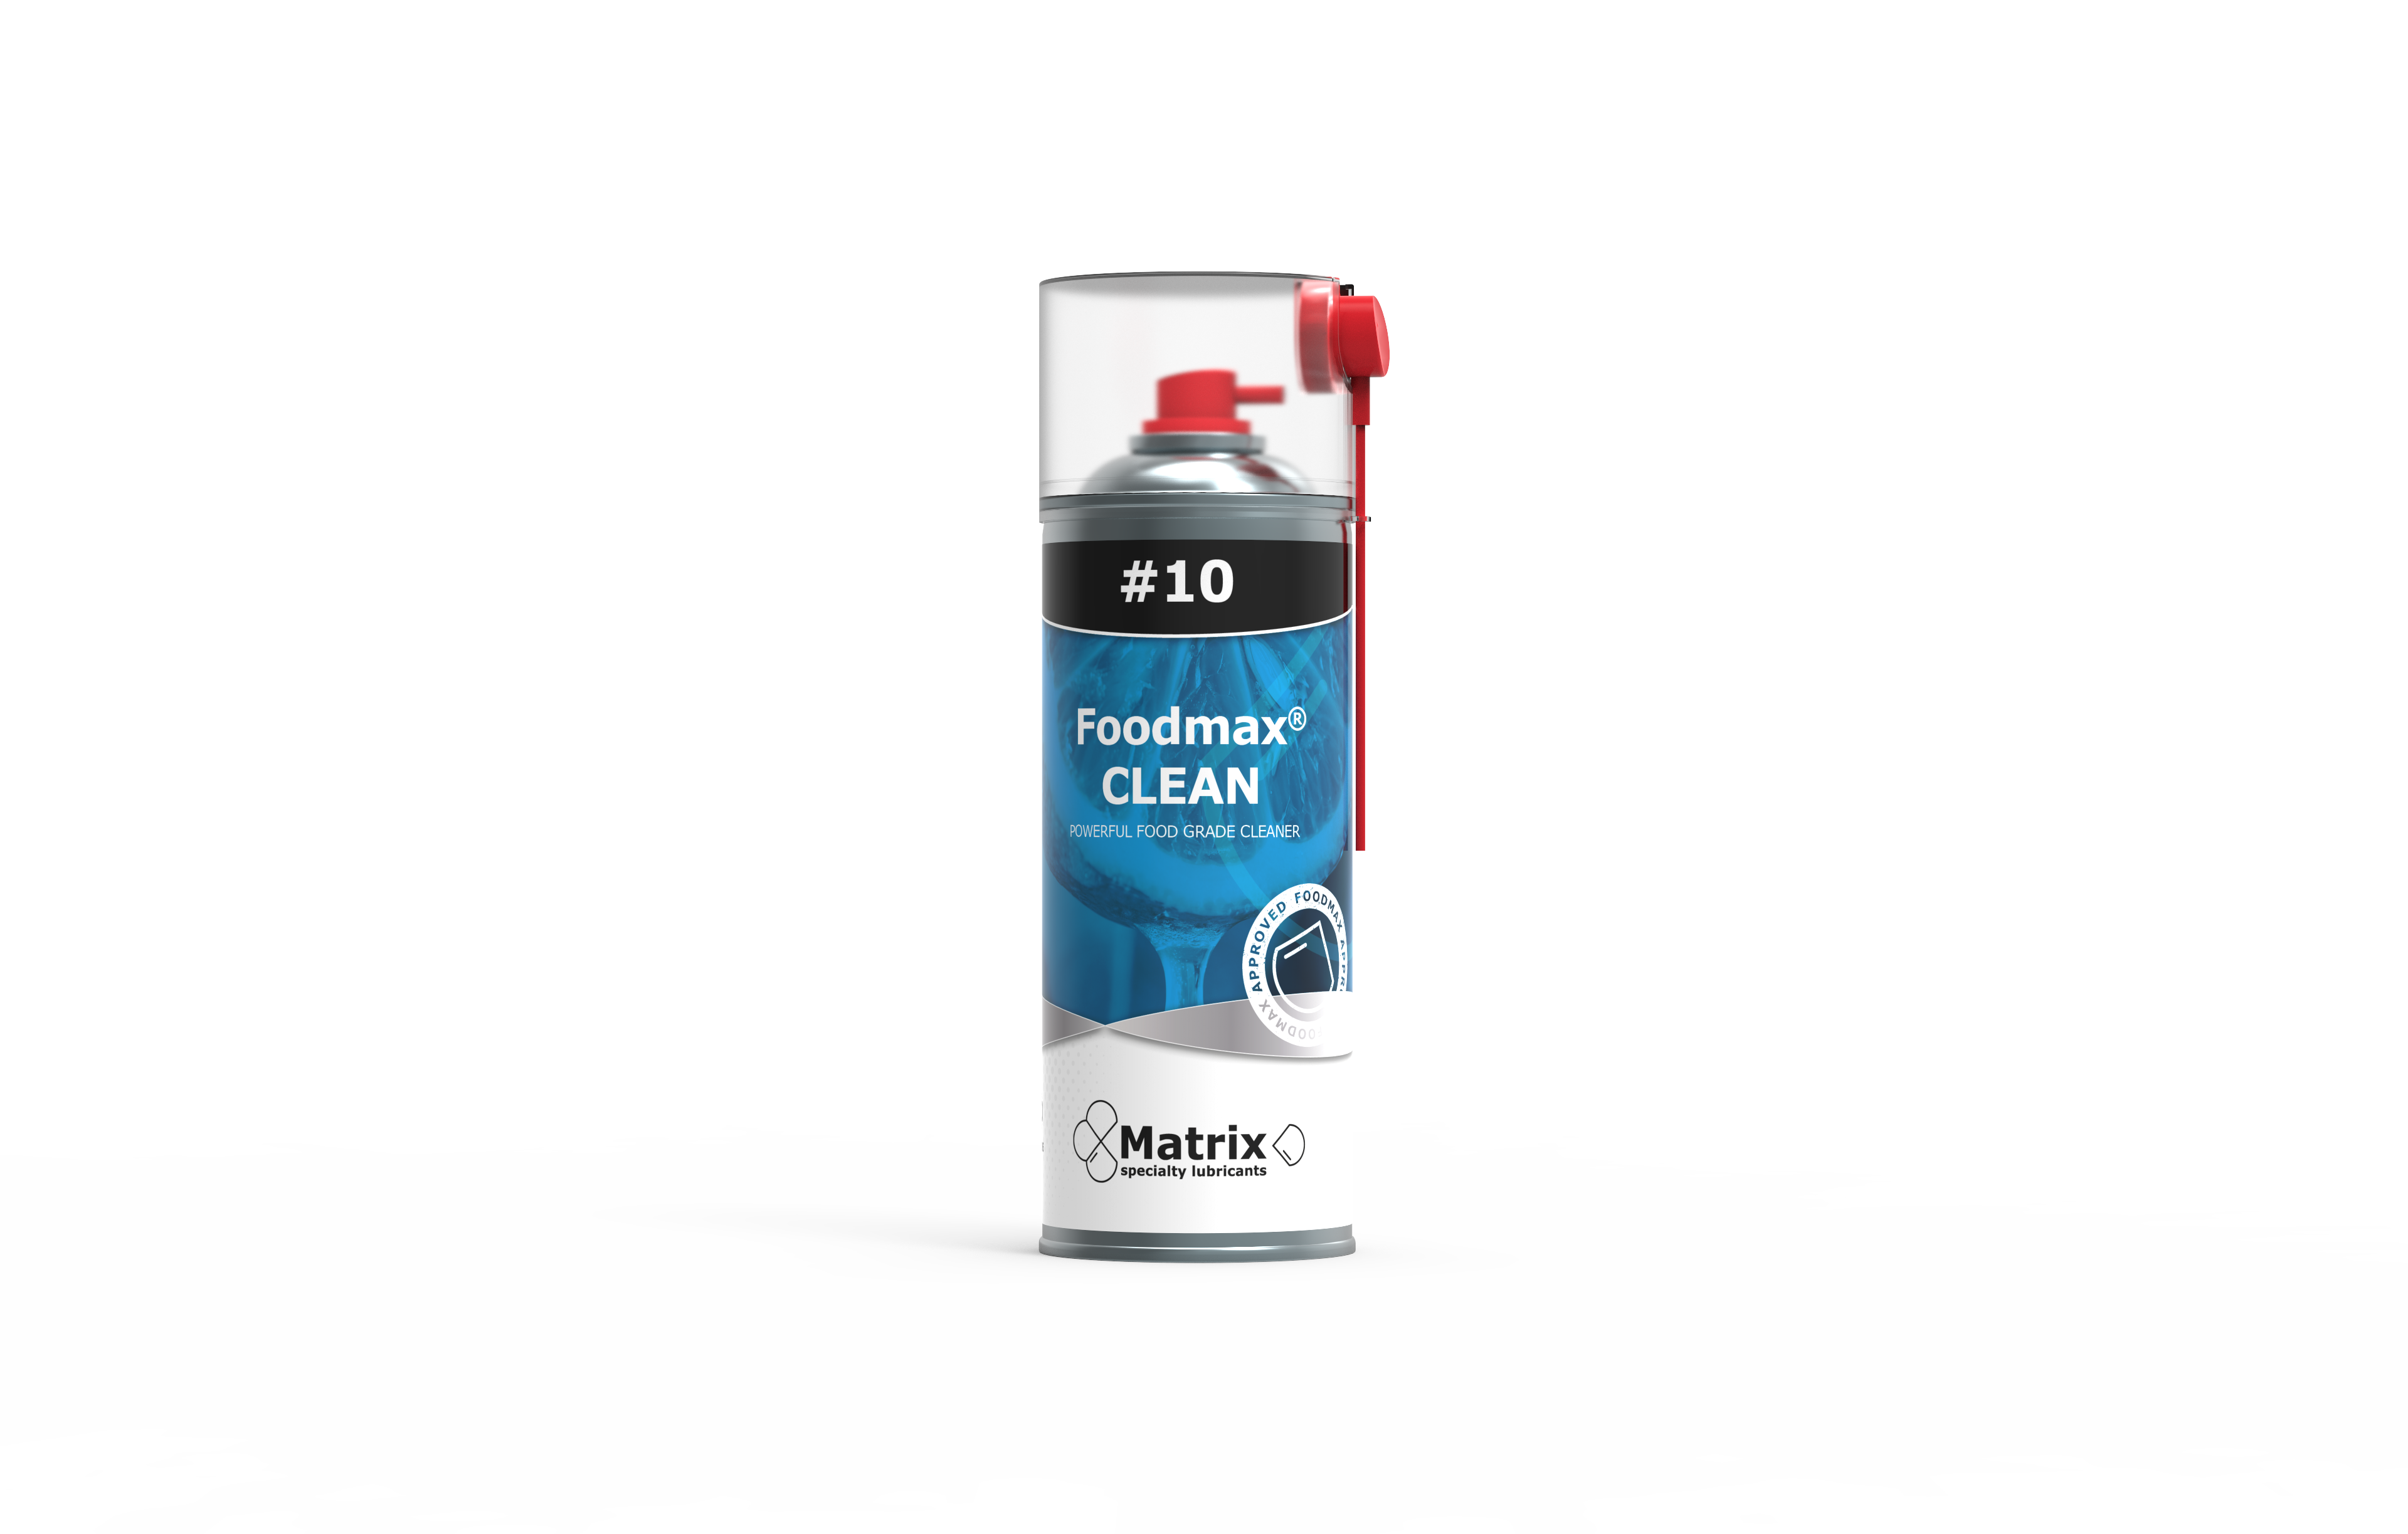 #10
Foodmax®
CLEAN
POWERFUL FOOD GRADE CLEANER
APPROVED FOODMAX
FOODMAX
Matrix
specialty lubricants